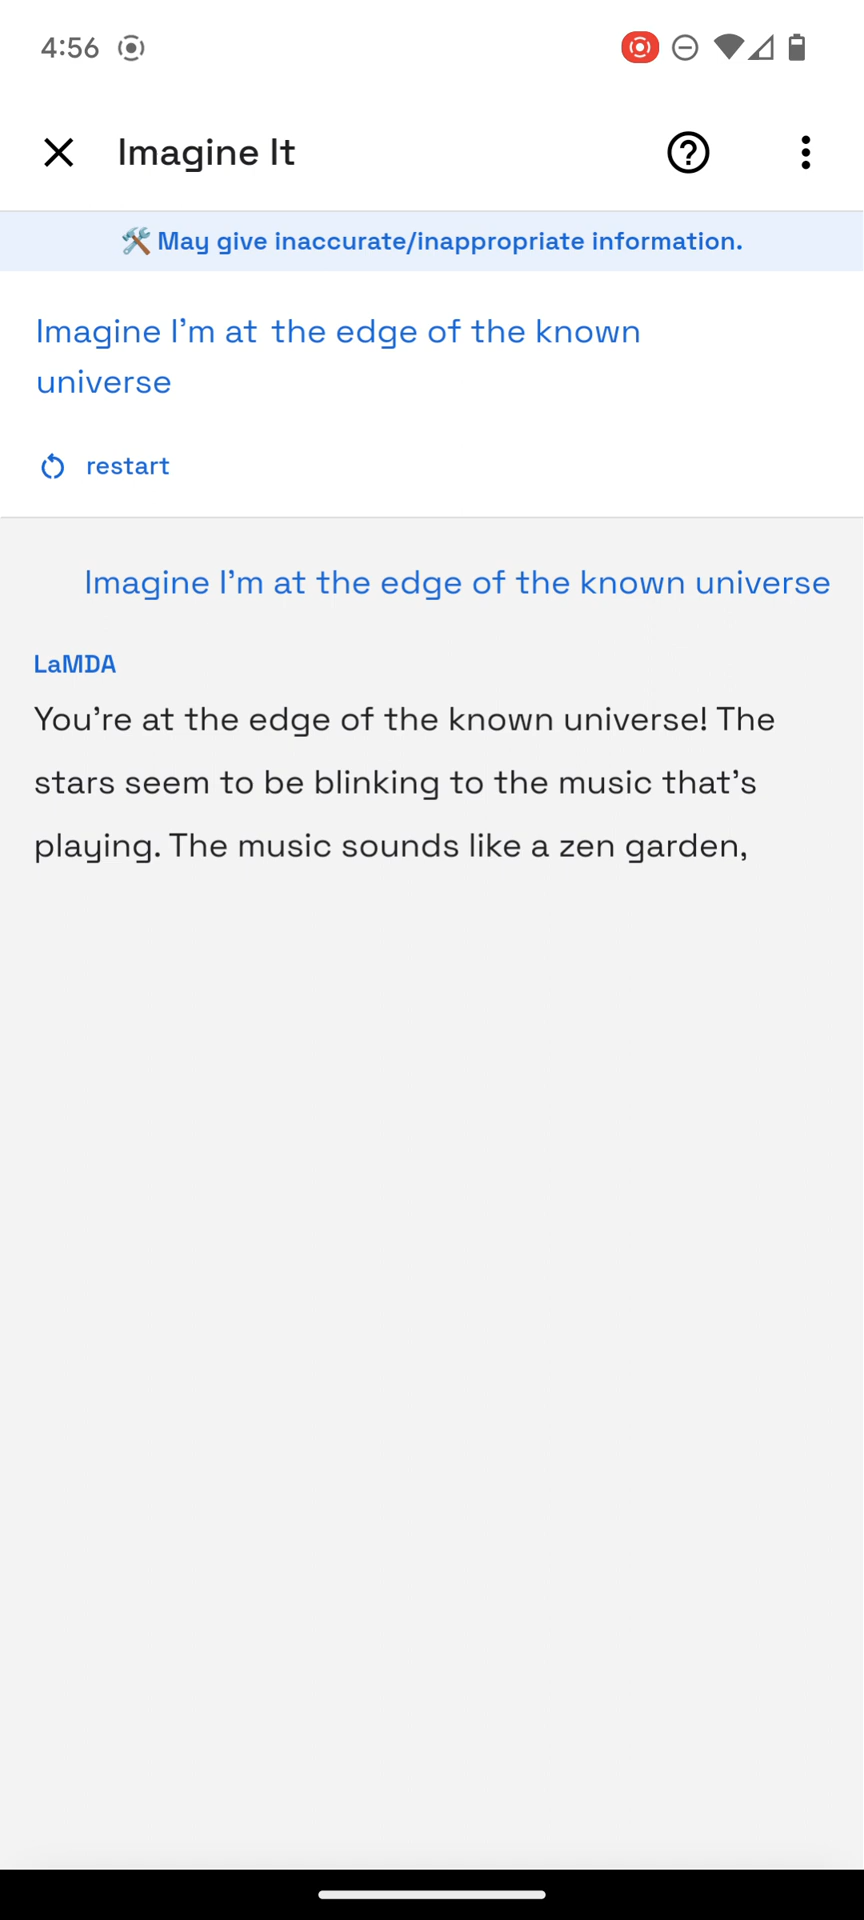 4:56
Imagine It
🛠️ May give inaccurate/inappropriate information.
Imagine I’m at the edge of the known
universe
restart
Imagine I’m at the edge of the known universe
LaMDA
You’re at the edge of the known universe! The
stars seem to be blinking to the music that’s
playing. The music sounds like a zen garden,